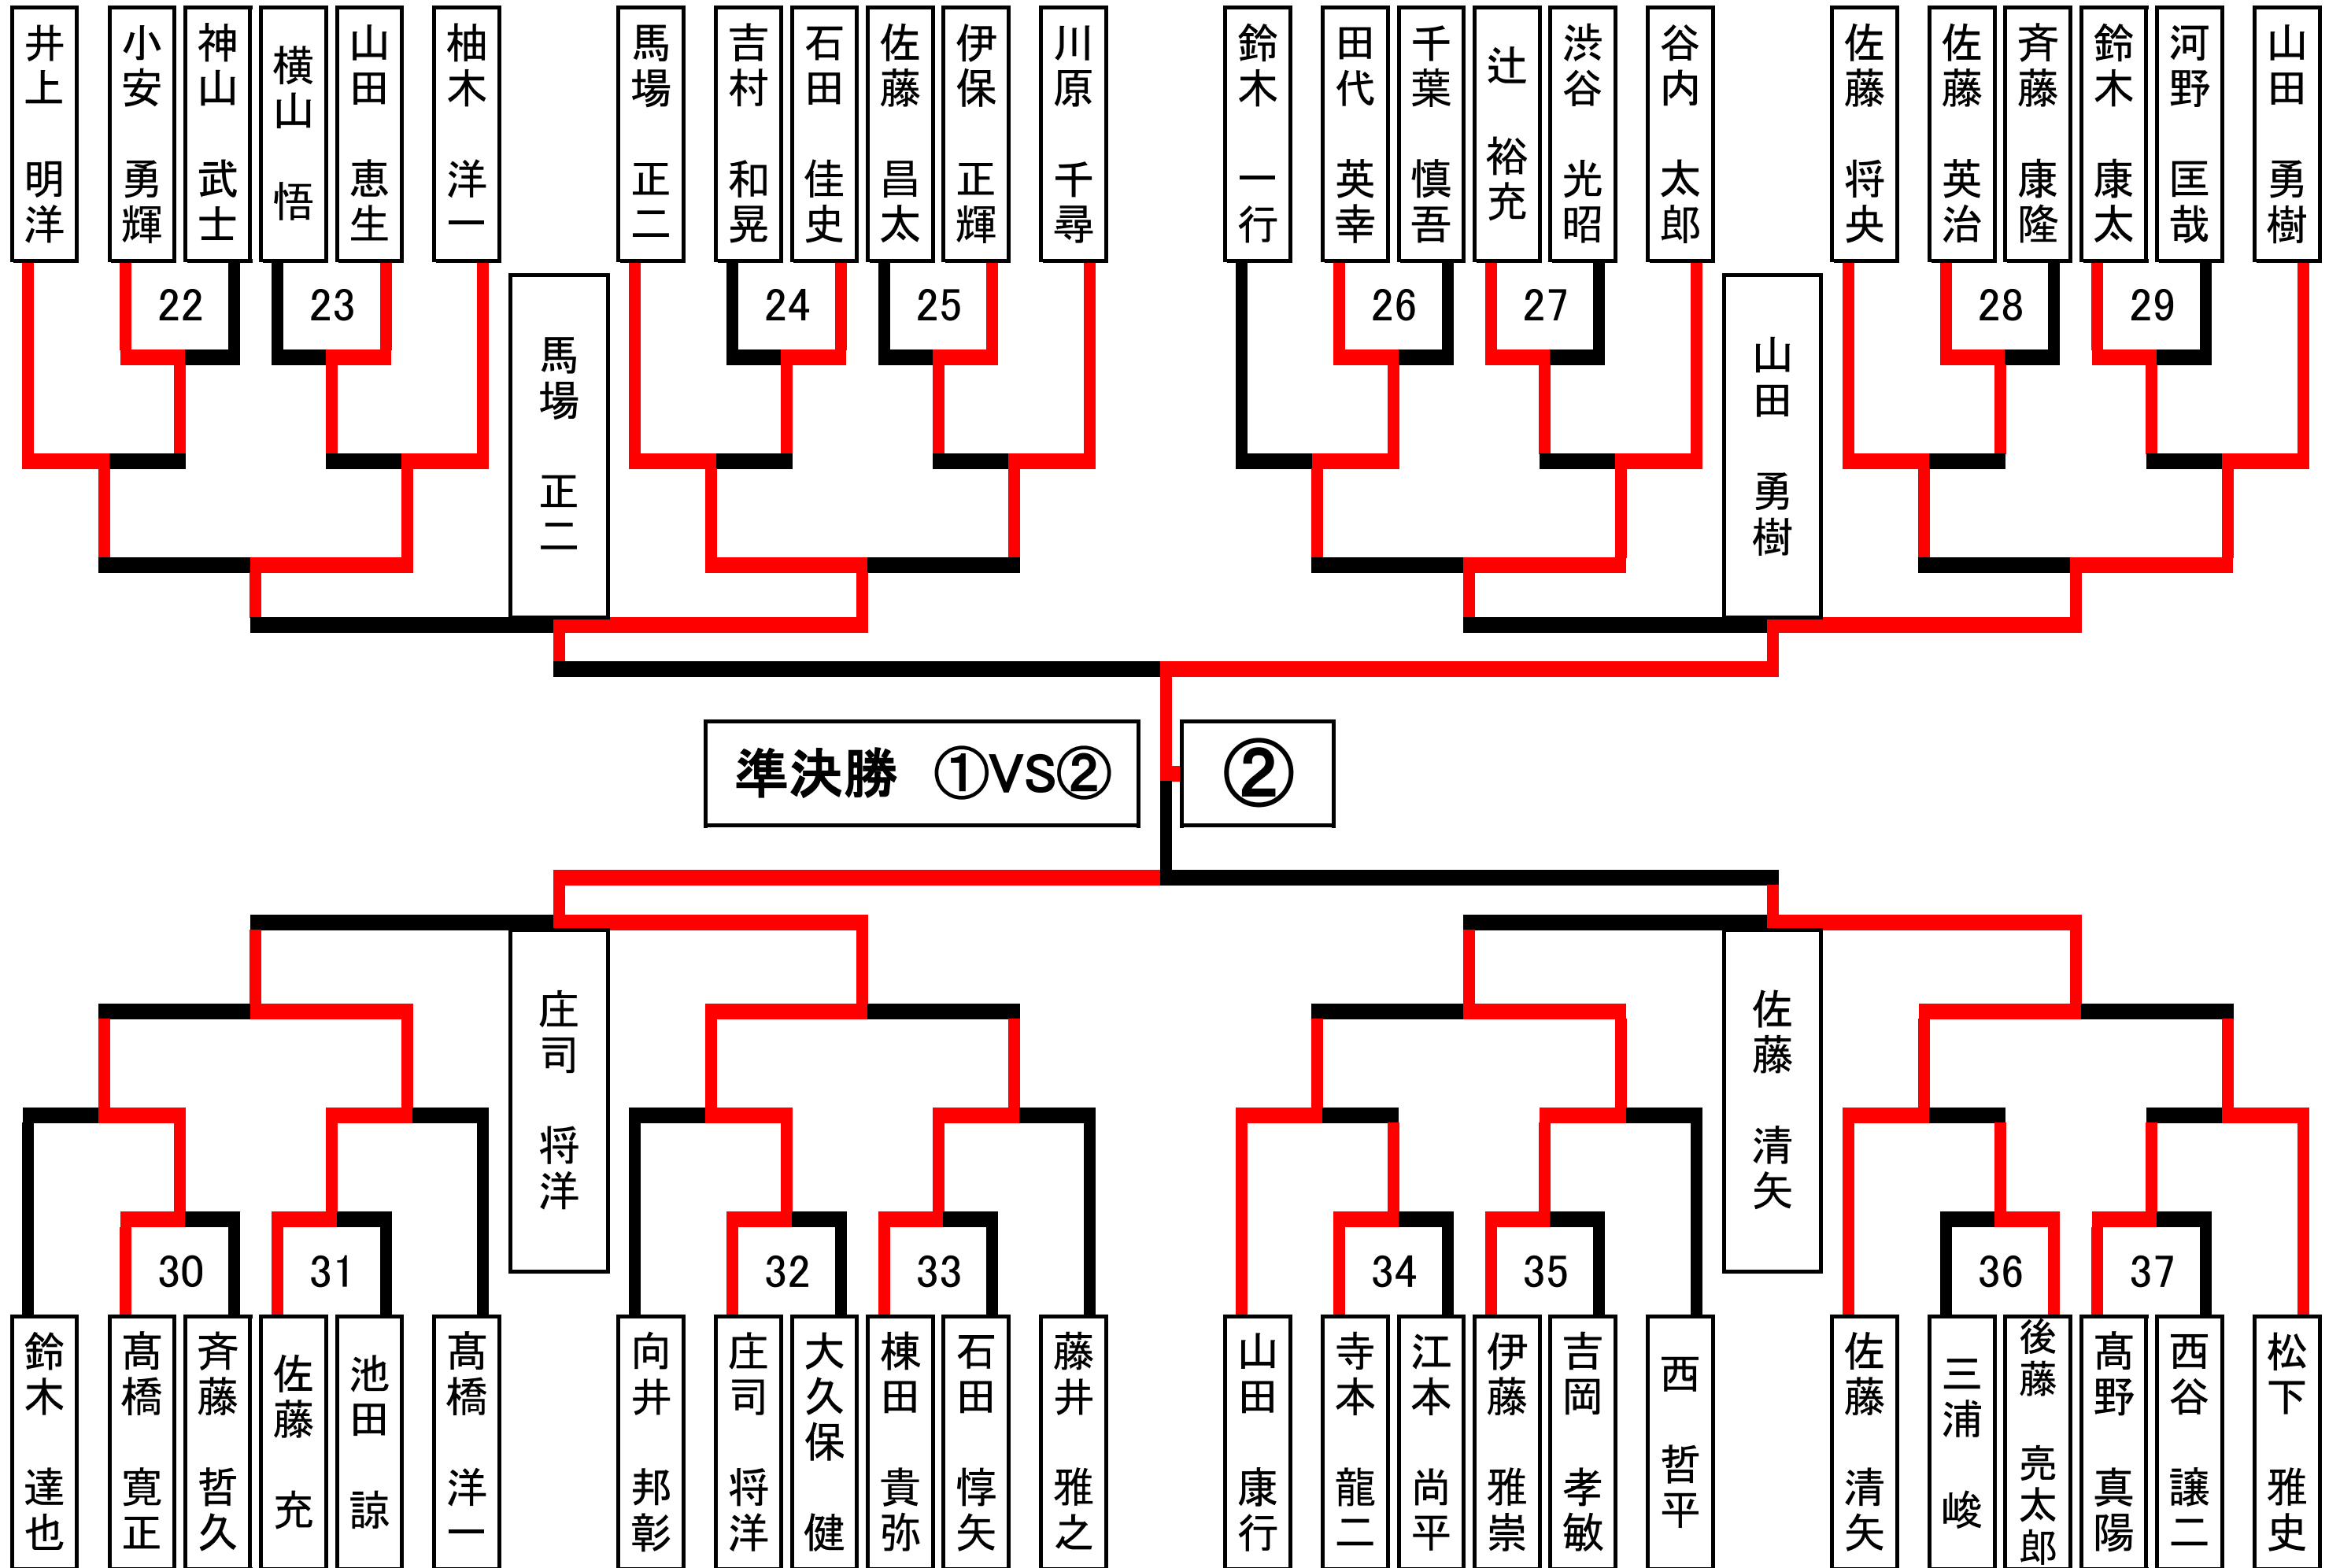 井上 明洋
小安 勇輝
神山 武士
横山 悟
山田 恵生
柚木 洋一
馬場 正二
吉村 和晃
石田 佳史
佐藤 昌太
伊保 正輝
川原 千尋
鈴木 一行
田代 英幸
千葉 慎吾
辻 裕充
渋谷 光昭
谷内 太郎
佐藤 将央
佐藤 英治
斉藤 康隆
鈴木 康太
河野 匡哉
山田 勇樹
22
23
24
25
26
27
28
29
馬場 正二
山田 勇樹
準決勝 ①VS②
②
庄司 将洋
佐藤 清矢
30
31
32
33
34
35
36
37
鈴木 達也
髙橋 寛正
斉藤 哲久
佐藤 充
池田 諒
髙橋 洋一
向井 邦彰
庄司 将洋
大久保 健
棟田 貴弥
石田 惇矢
藤井 雅之
山田 康行
寺本 龍二
江本 尚平
伊藤 雅崇
吉岡 孝敏
西 哲平
佐藤 清矢
三浦 峻
後藤 亮太郎
髙野 真陽
西谷 譲二
松下 雅史